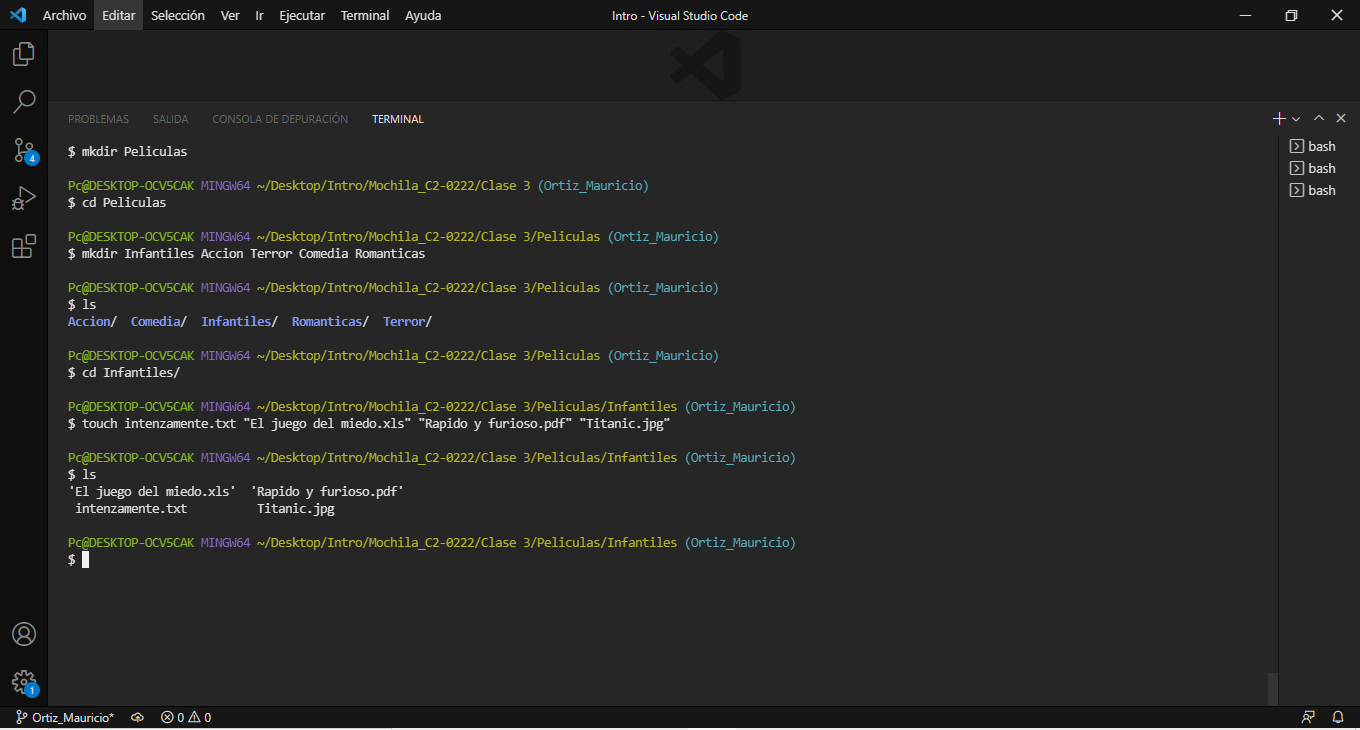 Archivo Editar Selección Ver Ir Ejecutar Terminal Ayuda Intro - Visual Studio Code
PROBLEMAS SALIDA CONSOLA DE DEPURACIÓN TERMINAL
$ mkdir Peliculas
bash
bash
bash
Pc@DESKTOP-OCV5CAK MINGW64 ~/Desktop/Intro/Mochila_C2-0222/Clase 3 (Ortiz_Mauricio)
$ cd Peliculas
Pc@DESKTOP-OCV5CAK MINGW64 ~/Desktop/Intro/Mochila_C2-0222/Clase 3/Peliculas (Ortiz_Mauricio)
$ mkdir Infantiles Accion Terror Comedia Romanticas
Pc@DESKTOP-OCV5CAK MINGW64 ~/Desktop/Intro/Mochila_C2-0222/Clase 3/Peliculas (Ortiz_Mauricio)
$ ls
Accion/ Comedia/ Infantiles/ Romanticas/ Terror/
Pc@DESKTOP-OCV5CAK MINGW64 ~/Desktop/Intro/Mochila_C2-0222/Clase 3/Peliculas (Ortiz_Mauricio)
$ cd Infantiles/
Pc@DESKTOP-OCV5CAK MINGW64 ~/Desktop/Intro/Mochila_C2-0222/Clase 3/Peliculas/Infantiles (Ortiz_Mauricio)
$ touch intenzamente.txt "El juego del miedo.xls" "Rapido y furioso.pdf" "Titanic.jpg"
Pc@DESKTOP-OCV5CAK MINGW64 ~/Desktop/Intro/Mochila_C2-0222/Clase 3/Peliculas/Infantiles (Ortiz_Mauricio)
$ ls
'El juego del miedo.xls' 'Rapido y furioso.pdf'
intenzamente.txt Titanic.jpg
Pc@DESKTOP-OCV5CAK MINGW64 ~/Desktop/Intro/Mochila_C2-0222/Clase 3/Peliculas/Infantiles (Ortiz_Mauricio)
$
4
1
Ortiz_Mauricio* 0 0